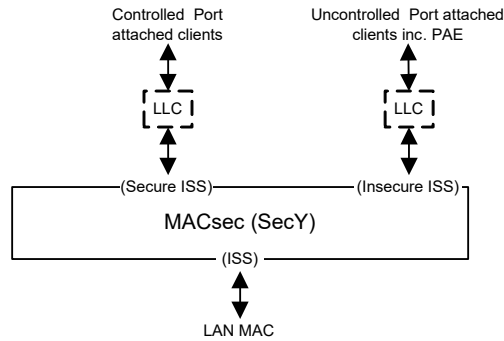 Controlled Port
attached clients
Uncontrolled Port attached
clients inc. PAE
LLC
LLC
(Secure ISS)
(Insecure ISS)
MACsec (SecY)
(ISS)
LAN MAC